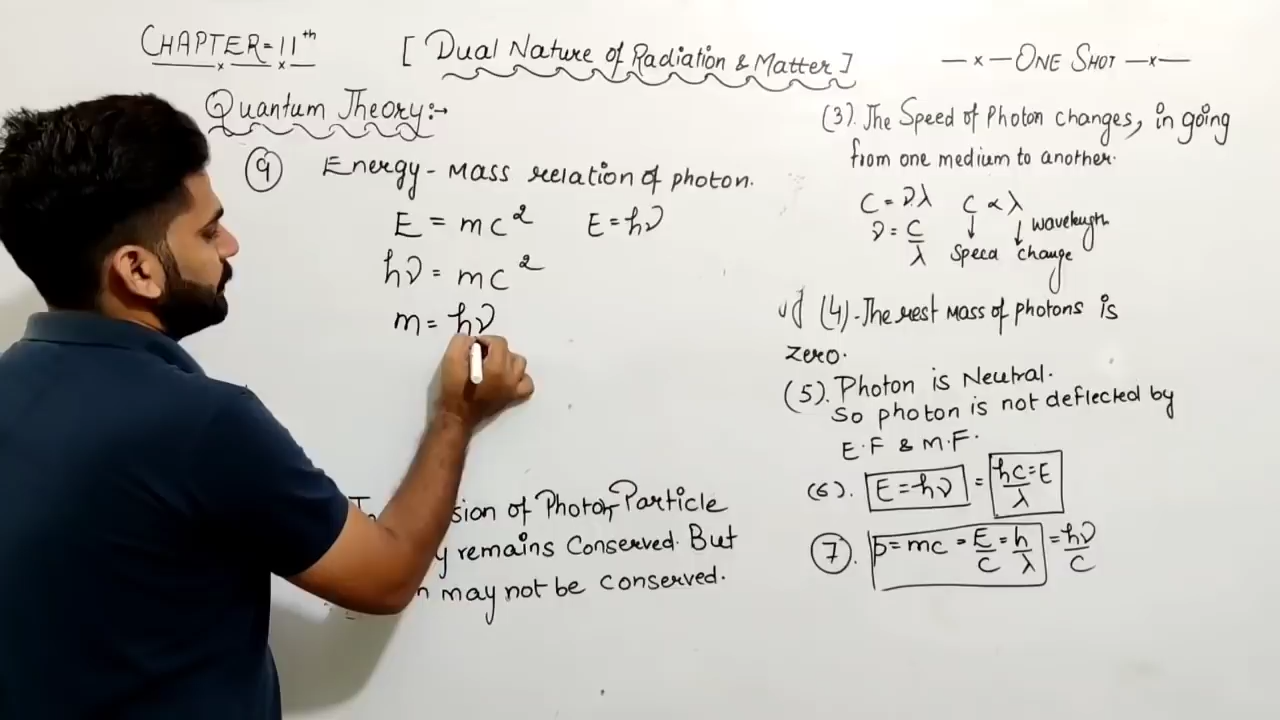 CHAPTER=11th
[ Dual Nature of Radiation & Matter ]
—x— ONE SHOT —x—
Quantum Theory:-
(9) Energy - Mass relation of photon.
E = mc² E = hν
hν = mc²
m = hν
sion of Photon Particle
y remains Conserved. But
n may not be conserved.
(3). The Speed of Photon changes, in going
from one medium to another.
C = νλ C ∝ λ
ν = C/λ ↓ Speed ↓ wavelength
change
(4). The rest Mass of photons is
zero.
(5). Photon is Neutral.
So photon is not deflected by
E.F & M.F.
(6). E = hν = hc/λ = E
(7). p = mc = E/C = h/λ = hν/C